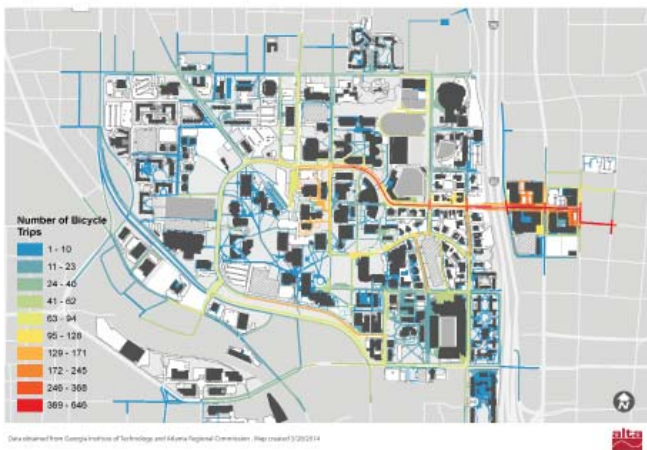 Number of Bicycle
Trips
1 - 10
11 - 23
24 - 40
41 - 62
63 - 94
95 - 128
129 - 171
172 - 245
246 - 368
369 - 646
Data obtained from Georgia Institute of Technology and Atlanta Regional Commission . Map created 3/28/2014
alta